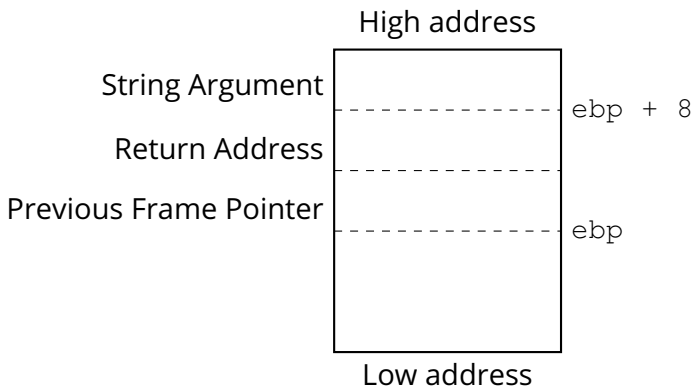 High address
String Argument
ebp + 8
Return Address
Previous Frame Pointer
ebp
Low address